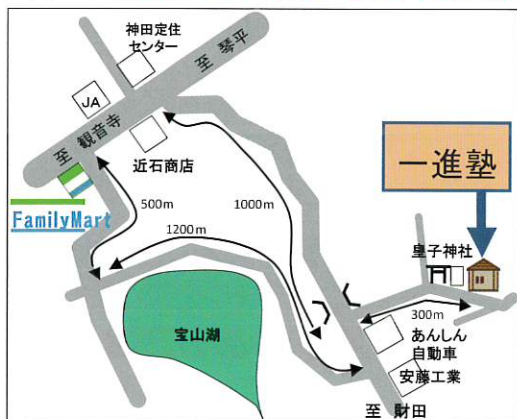 神田定住
センター
至 琴平
JA
至 観音寺
近石商店
一進塾
FamilyMart
500m
1000m
1200m
皇子神社
300m
あんしん
自動車
宝山湖
安藤工業
至 財田